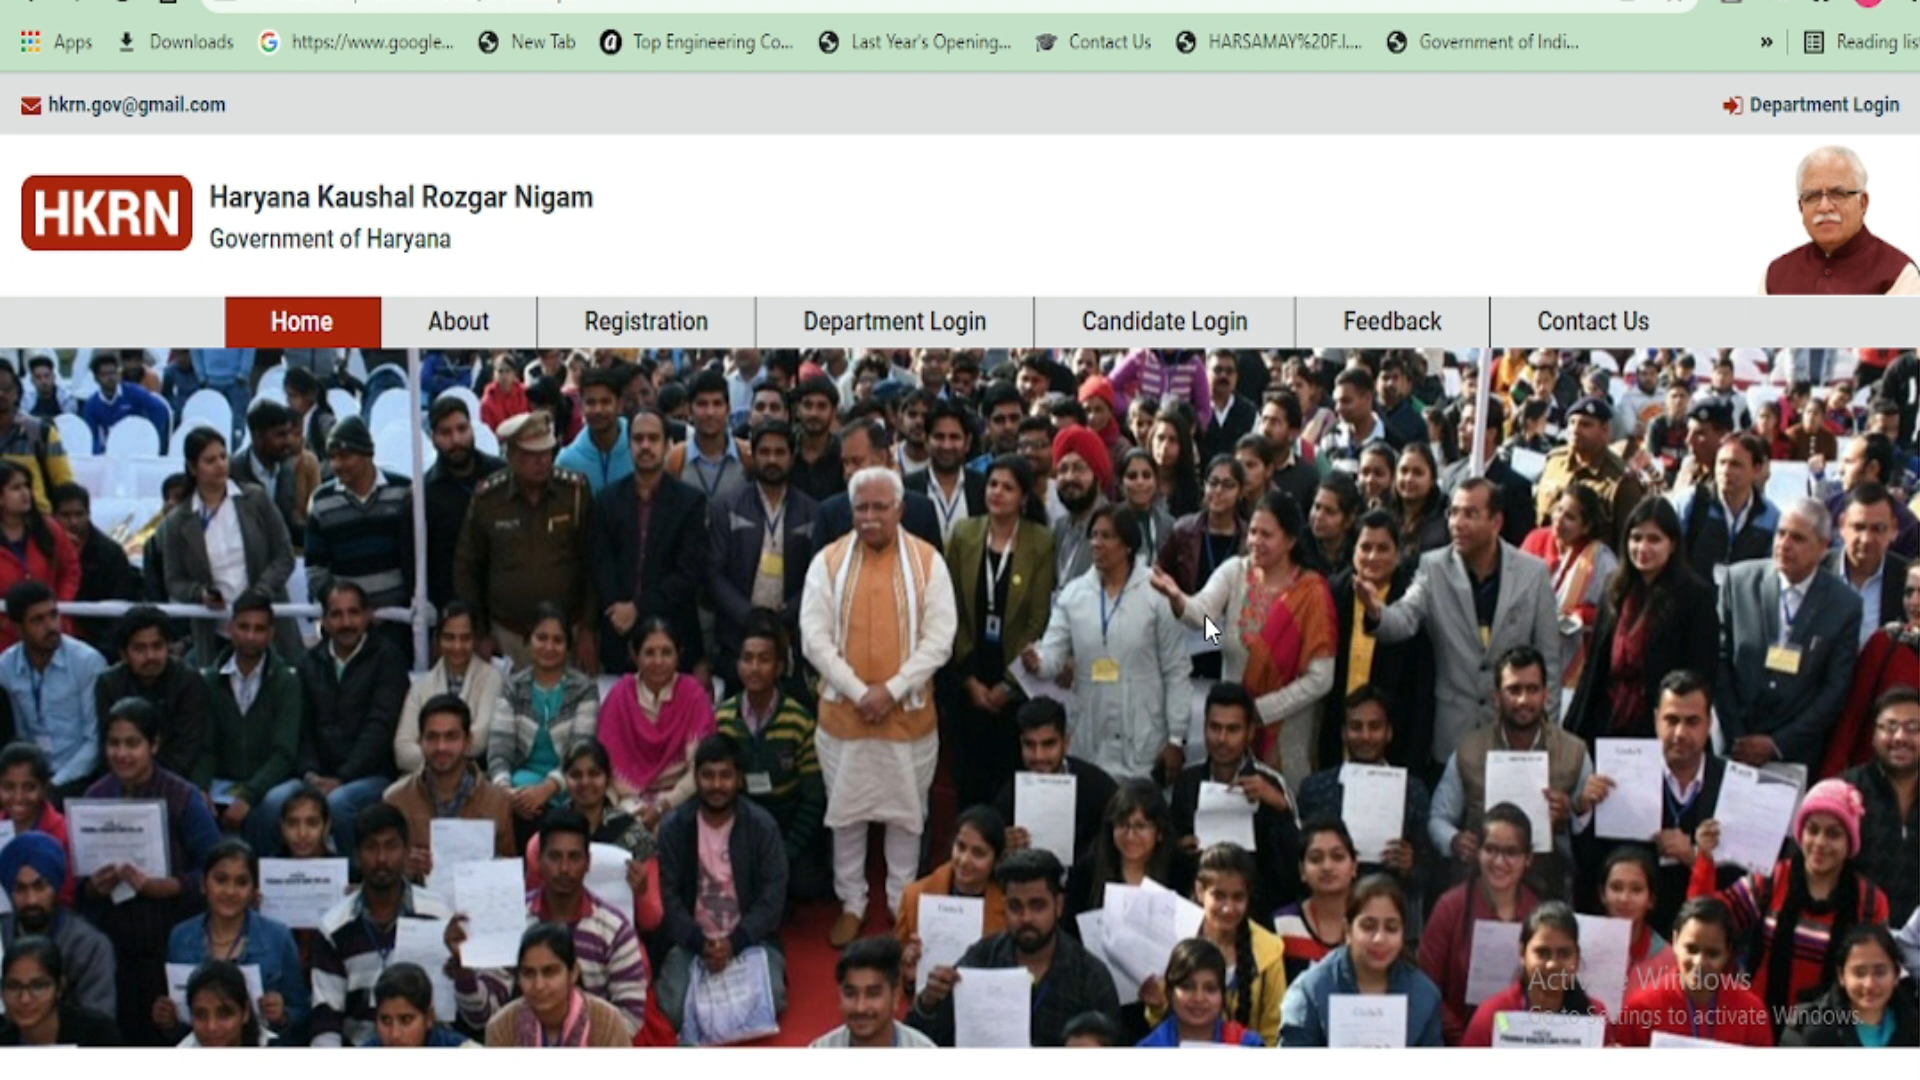 Apps
Downloads
https://www.google...
New Tab
Top Engineering Co...
Last Year's Opening...
Contact Us
HARSAMAY%20F.I....
Government of Indi...
»
Reading lis
hkrn.gov@gmail.com
Department Login
HKRN
Haryana Kaushal Rozgar Nigam
Government of Haryana
Home
About
Registration
Department Login
Candidate Login
Feedback
Contact Us
Activate Windows
Go to Settings to activate Windows.